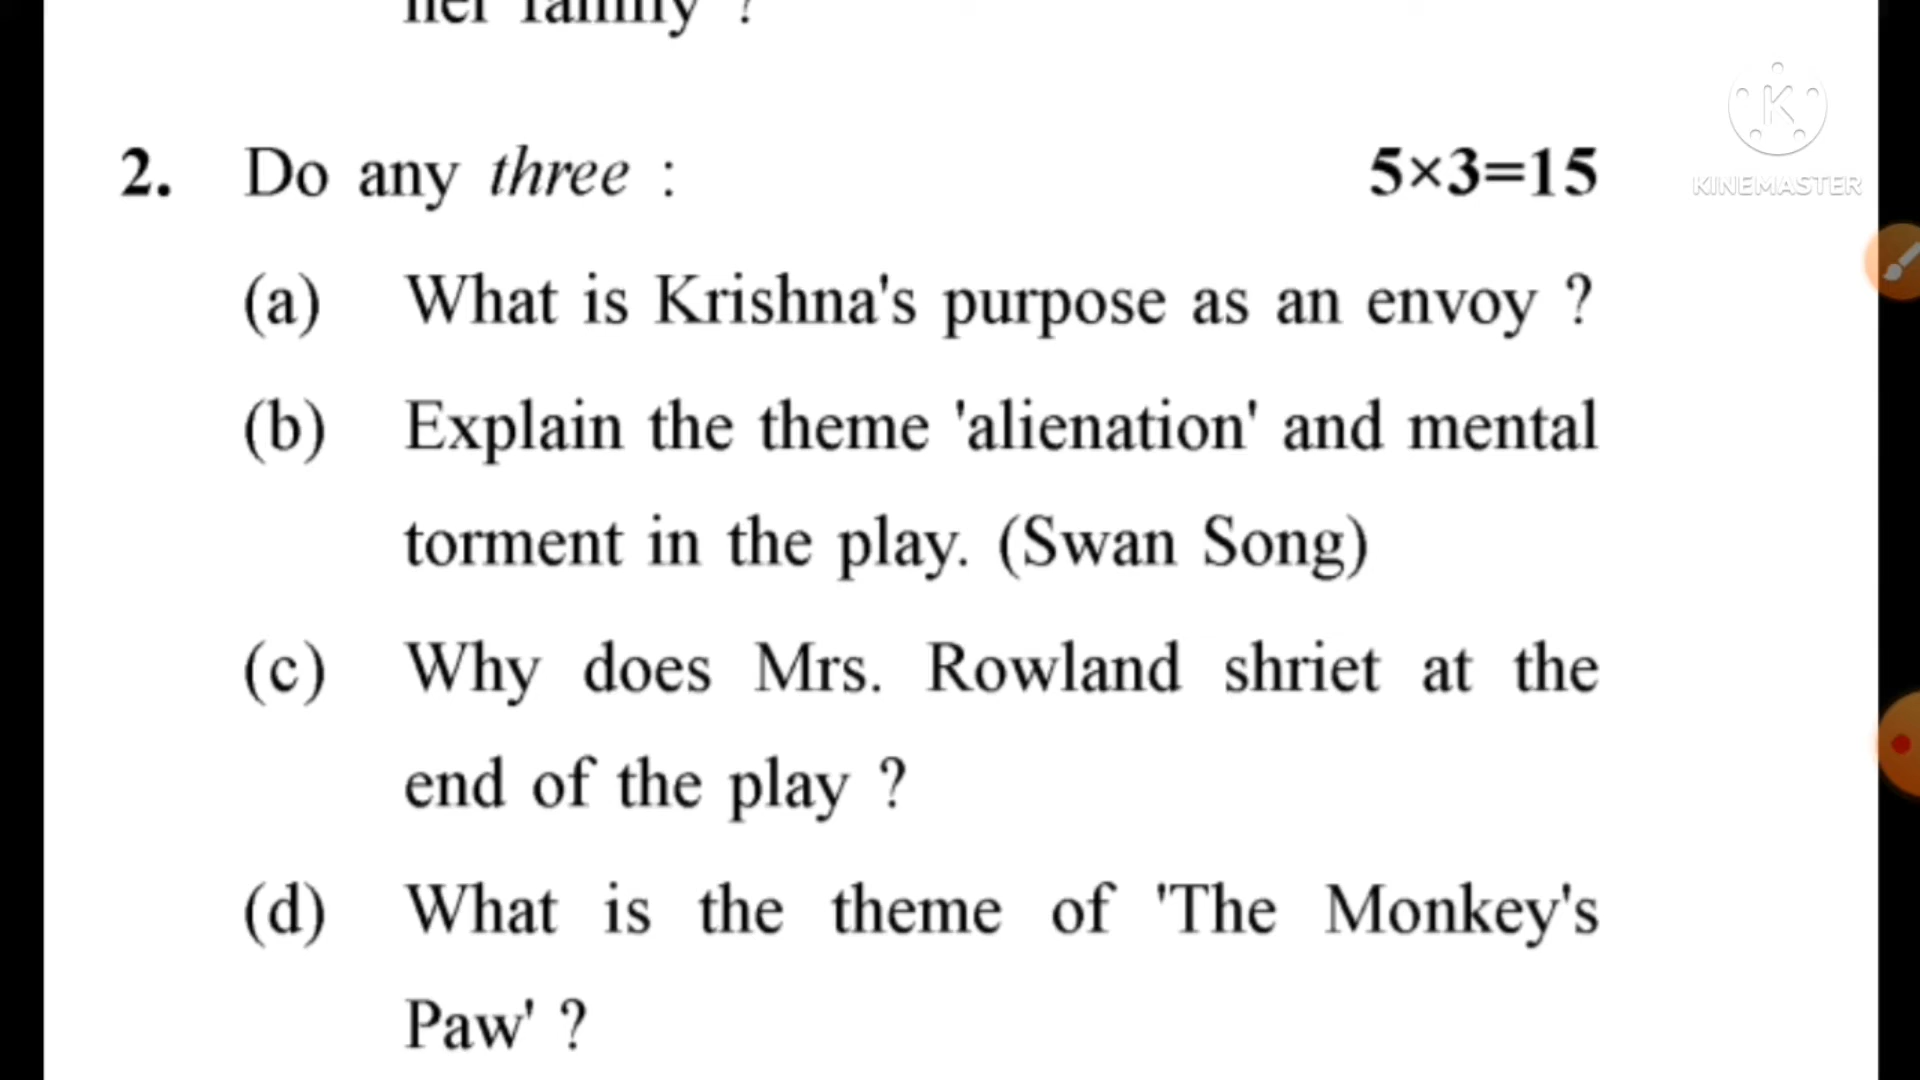 her family ?
2. Do any three : 5×3=15
KINEMASTER
(a) What is Krishna's purpose as an envoy ?
(b) Explain the theme 'alienation' and mental
torment in the play. (Swan Song)
(c) Why does Mrs. Rowland shriet at the
end of the play ?
(d) What is the theme of 'The Monkey's
Paw' ?